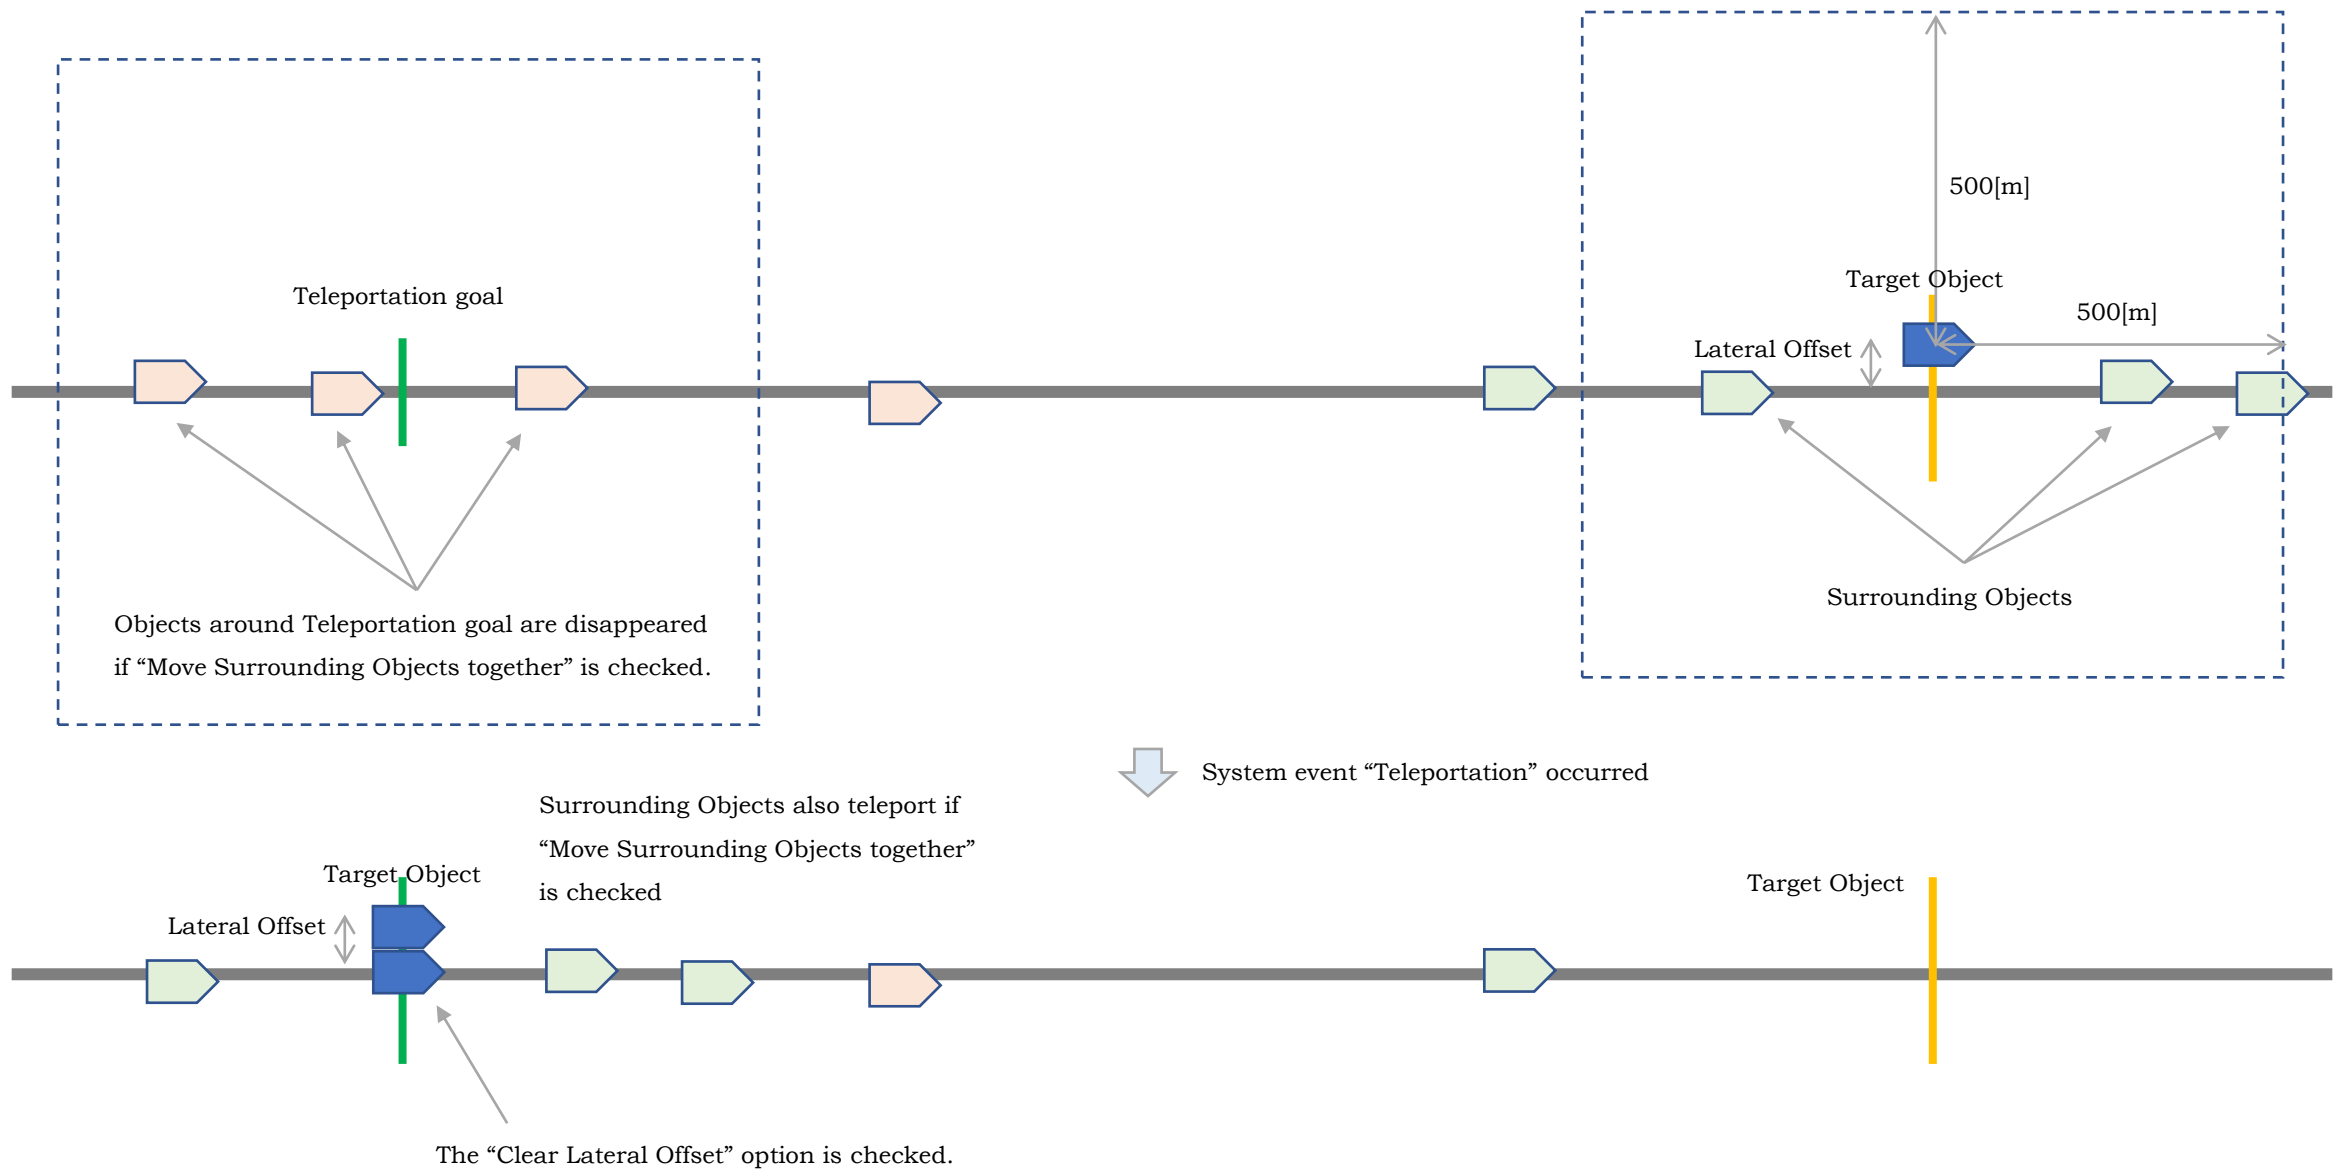 500[m]
Target Object
Teleportation goal
500[m]
Lateral Offset
Surrounding Objects
Objects around Teleportation goal are disappeared
if “Move Surrounding Objects together” is checked.
System event “Teleportation” occurred
Surrounding Objects also teleport if
“Move Surrounding Objects together”
is checked
Target Object
Target Object
Lateral Offset
The “Clear Lateral Offset” option is checked.